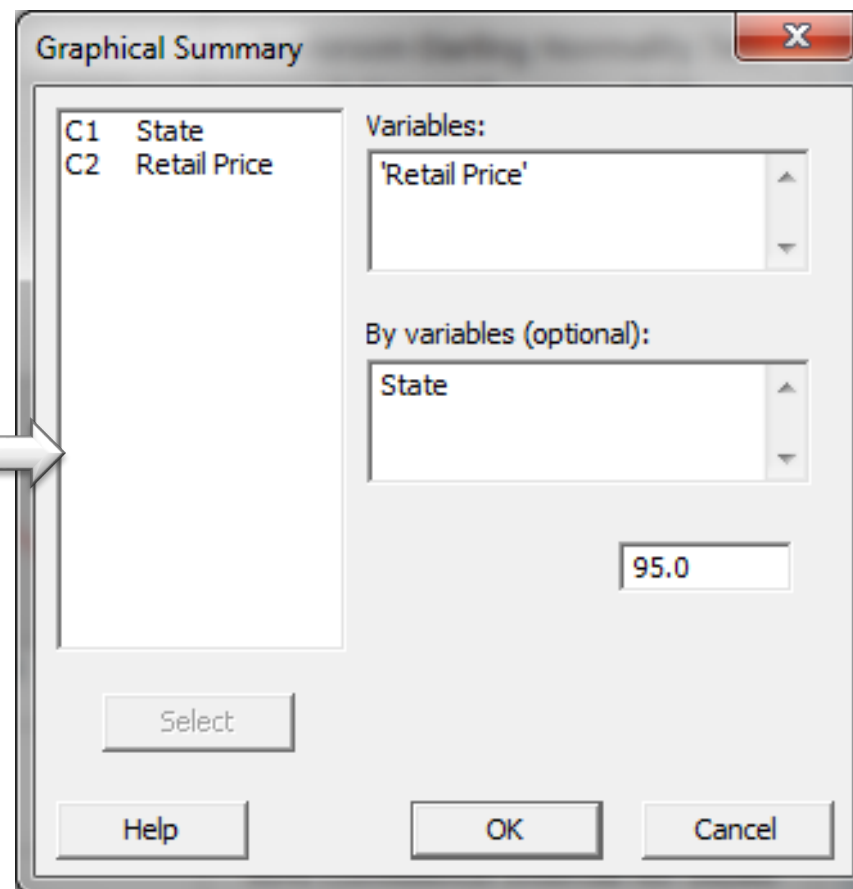 Graphical Summary
C1 State
C2 Retail Price
Variables:
'Retail Price'
By variables (optional):
State
95.0
Select
Help
OK
Cancel